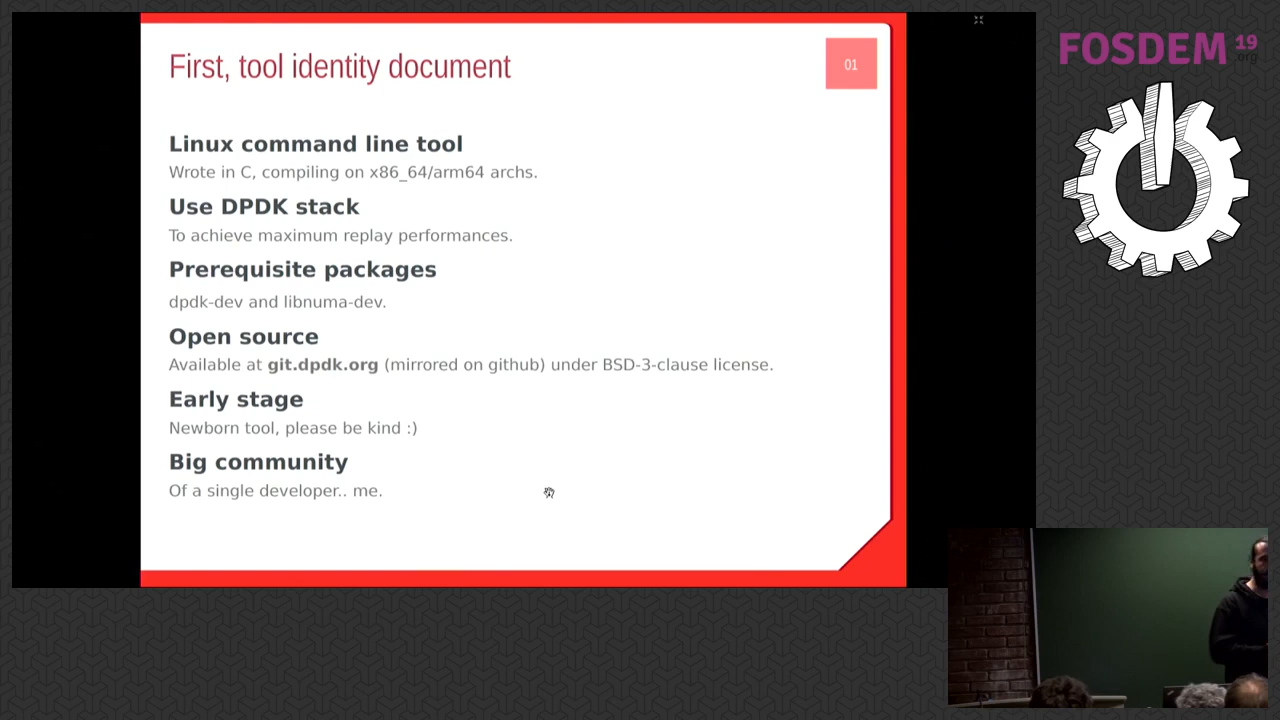 First, tool identity document
01
Linux command line tool
Wrote in C, compiling on x86_64/arm64 archs.
Use DPDK stack
To achieve maximum replay performances.
Prerequisite packages
dpdk-dev and libnuma-dev.
Open source
Available at git.dpdk.org (mirrored on github) under BSD-3-clause license.
Early stage
Newborn tool, please be kind :)
Big community
Of a single developer.. me.
FOSDEM 19
.org